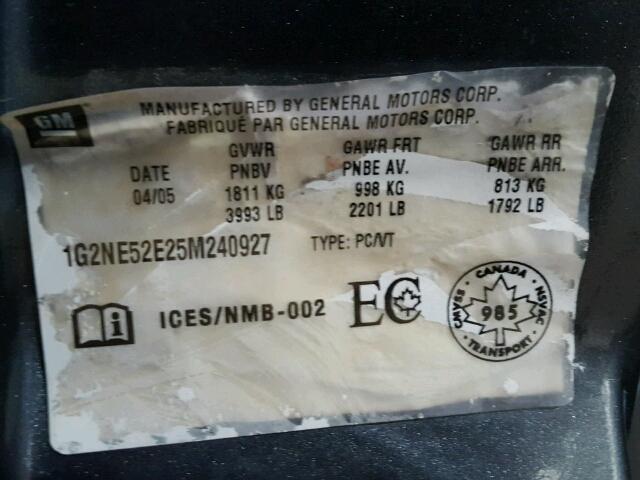 GM
MANUFACTURED BY GENERAL MOTORS CORP.
FABRIQUÉ PAR GENERAL MOTORS CORP.
GVWR GAWR FRT GAWR RR
DATE PNBV PNBE AV. PNBE ARR.
04/05 1811 KG 998 KG 813 KG
3993 LB 2201 LB 1792 LB
1G2NE52E25M240927 TYPE: PC/VT
i ICES/NMB-002 EC
CANADA
CMVSS 985 NSVAC
TRANSPORT